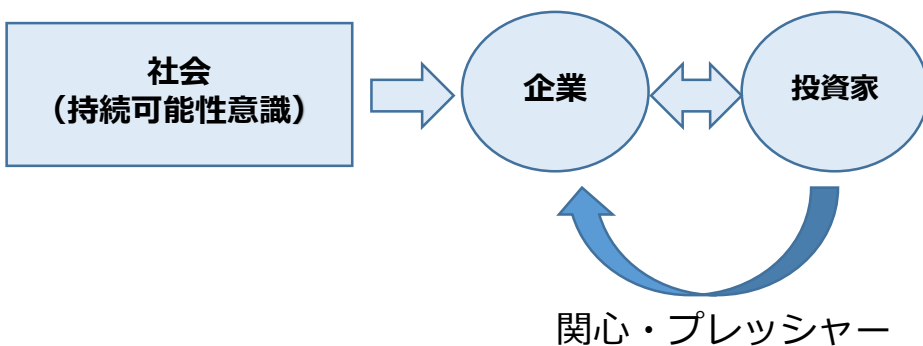 社会
（持続可能性意識）
企業
投資家
関心・プレッシャー